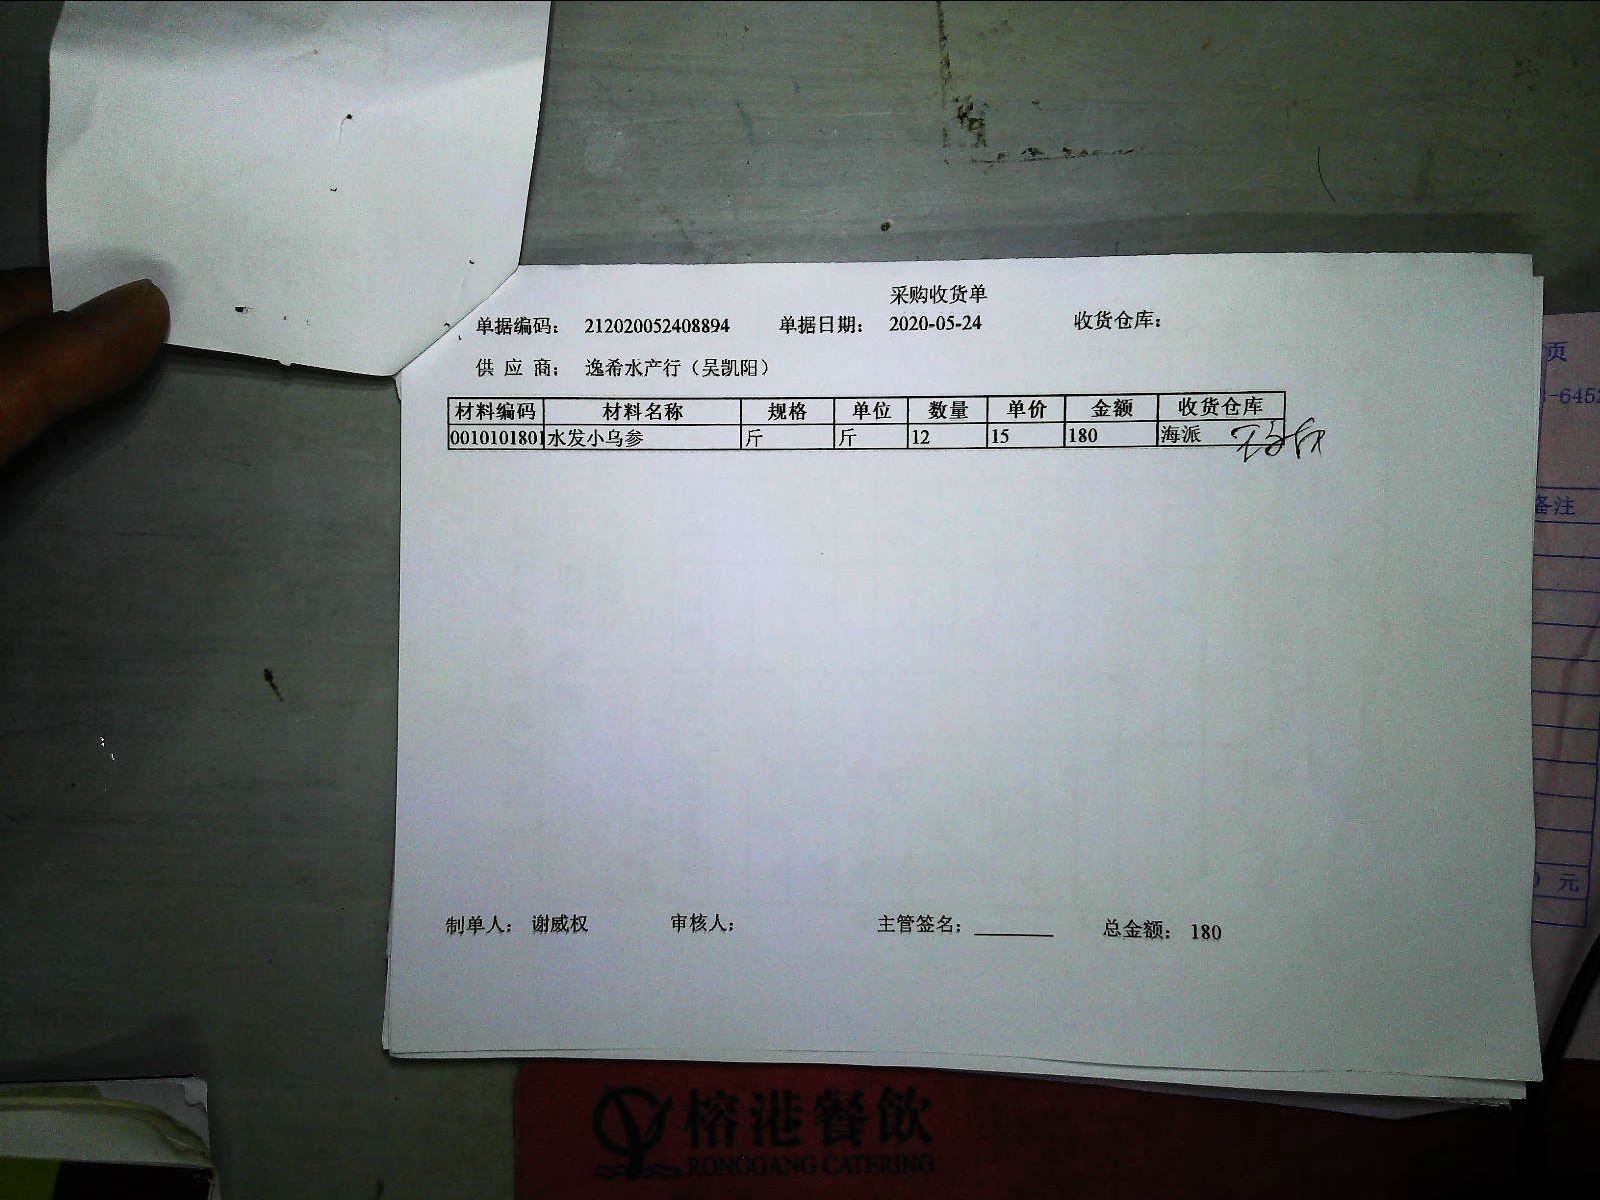 采购收货单
单据编码： 212020052408894 单据日期： 2020-05-24 收货仓库：
供 应 商： 逸希水产行（吴凯阳）
材料编码 材料名称 规格 单位 数量 单价 金额 收货仓库
0010101801 水发小乌参 斤 斤 12 15 180 海派
制单人： 谢威权 审核人： 主管签名： 总金额： 180
页
-645
备注
元
榕港餐飲
RONGGANG CATERING